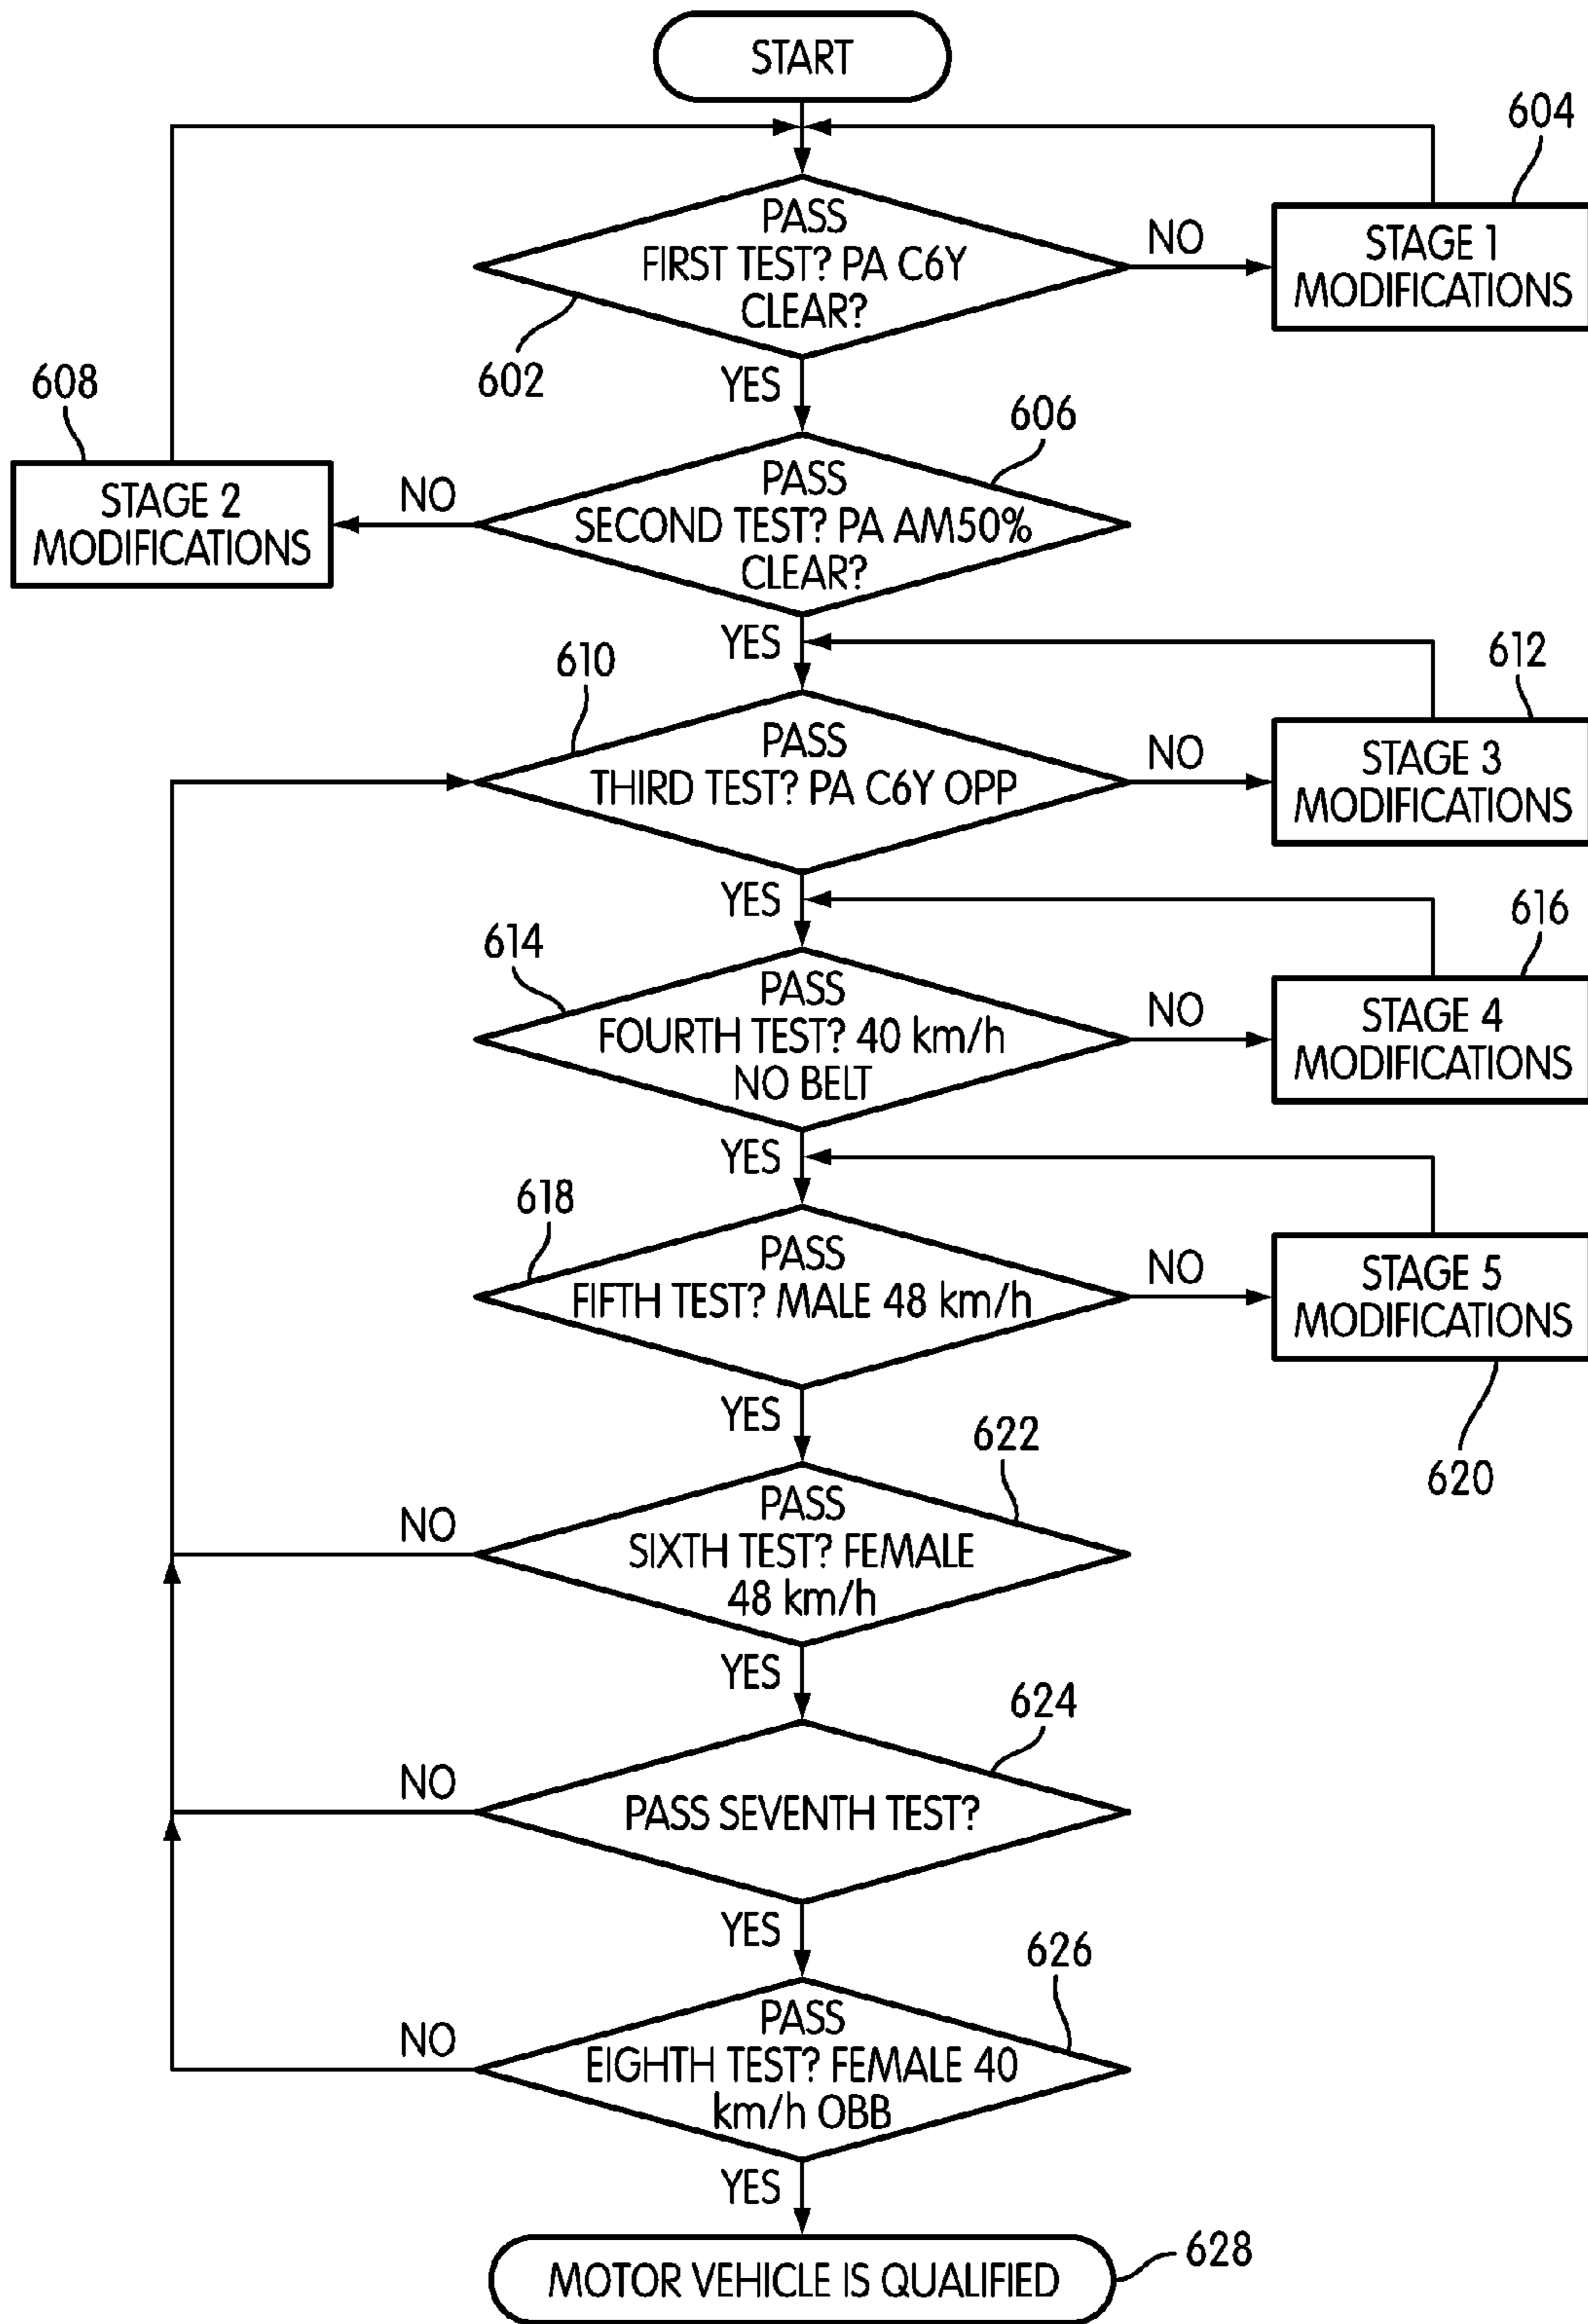 START
604
PASS
FIRST TEST? PA C6Y
CLEAR?
NO
STAGE 1
MODIFICATIONS
602
YES
608
606
STAGE 2
MODIFICATIONS
NO
PASS
SECOND TEST? PA AM50%
CLEAR?
YES
610
612
PASS
THIRD TEST? PA C6Y OPP
NO
STAGE 3
MODIFICATIONS
YES
614
616
PASS
FOURTH TEST? 40 km/h
NO BELT
NO
STAGE 4
MODIFICATIONS
YES
618
PASS
FIFTH TEST? MALE 48 km/h
NO
STAGE 5
MODIFICATIONS
620
YES
622
NO
PASS
SIXTH TEST? FEMALE
48 km/h
YES
624
NO
PASS SEVENTH TEST?
YES
626
NO
PASS
EIGHTH TEST? FEMALE 40
km/h OBB
YES
MOTOR VEHICLE IS QUALIFIED
628